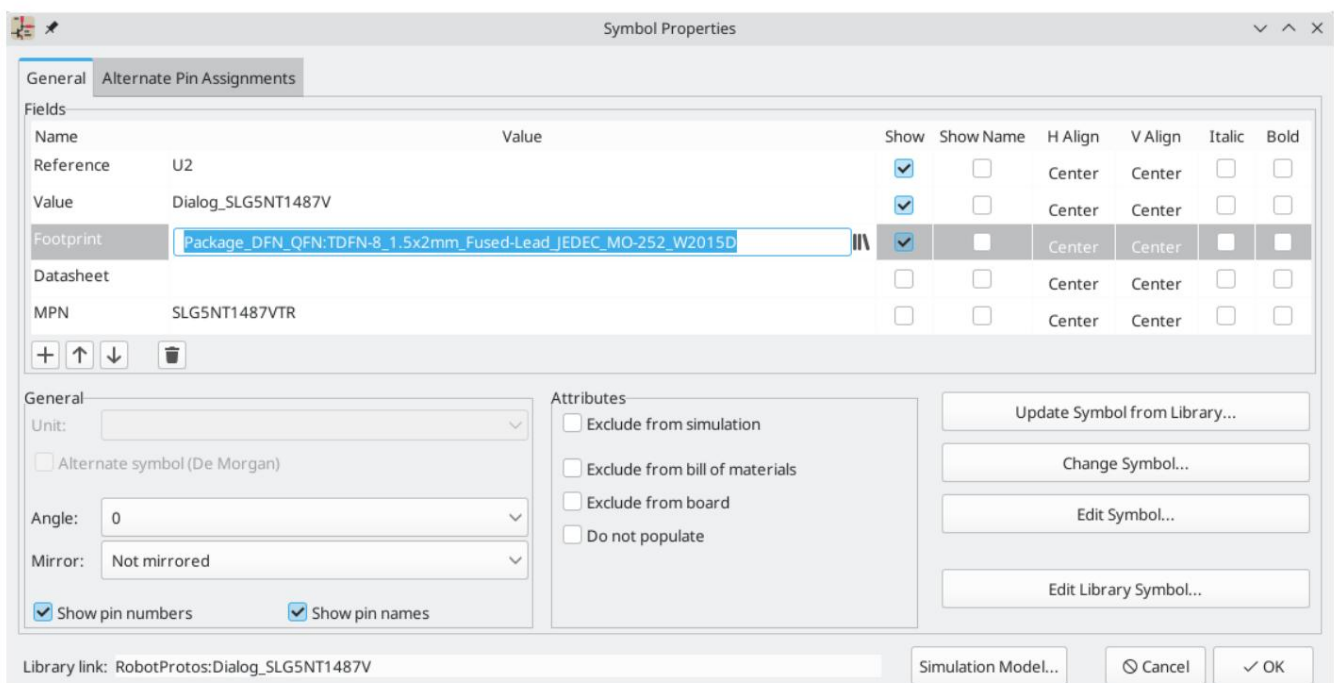 Symbol Properties
General Alternate Pin Assignments
Fields
Name Value Show Show Name H Align V Align Italic Bold
Reference U2 Center Center
Value Dialog_SLG5NT1487V Center Center
Footprint Package_DFN_QFN:TDFN-8_1.5x2mm_Fused-Lead_JEDEC_MO-252_W2015D Center Center
Datasheet Center Center
MPN SLG5NT1487VTR Center Center
General Attributes
Unit: Exclude from simulation Update Symbol from Library...
Alternate symbol (De Morgan) Exclude from bill of materials Change Symbol...
Angle: 0 Exclude from board Edit Symbol...
Mirror: Not mirrored Do not populate
Edit Library Symbol...
Show pin numbers Show pin names
Library link: RobotProtos:Dialog_SLG5NT1487V Simulation Model... Cancel OK